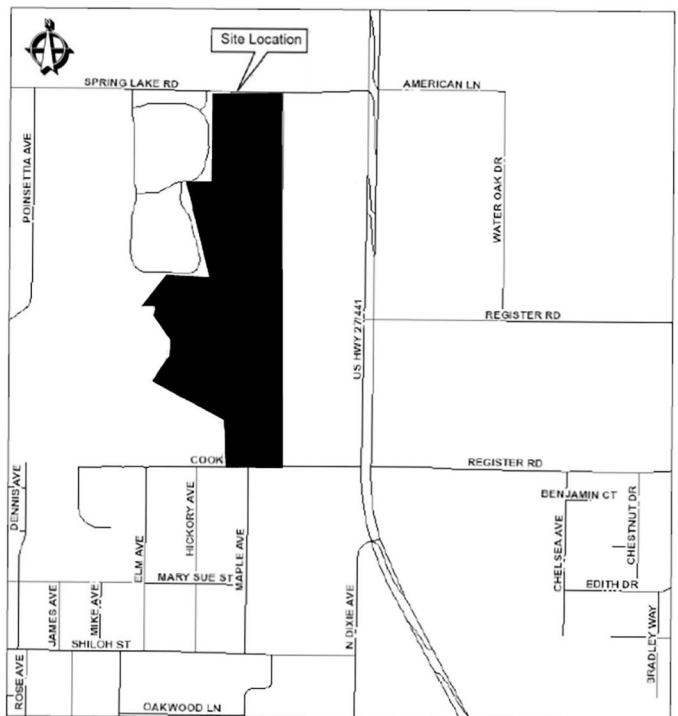 Site Location
SPRING LAKE RD
AMERICAN LN
POINSETTIA AVE
WATER OAK DR
US HWY 27/441
REGISTER RD
COOK
REGISTER RD
DENNIS AVE
HICKORY AVE
BENJAMIN CT
CHESTNUT DR
ELM AVE
MAPLE AVE
CHELSEA AVE
MARY SUE ST
EDITH DR
JAMES AVE
MIKE AVE
N DIXIE AVE
BRADLEY WAY
SHILOH ST
ROSE AVE
OAKWOOD LN